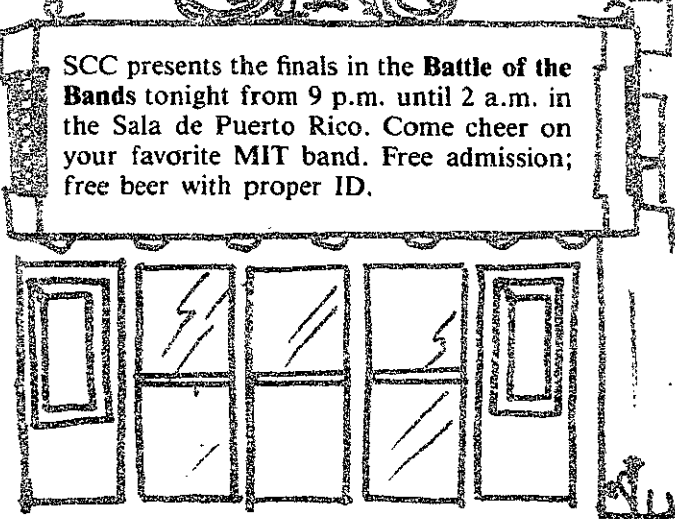 SCC presents the finals in the Battle of the
Bands tonight from 9 p.m. until 2 a.m. in
the Sala de Puerto Rico. Come cheer on
your favorite MIT band. Free admission;
free beer with proper ID.